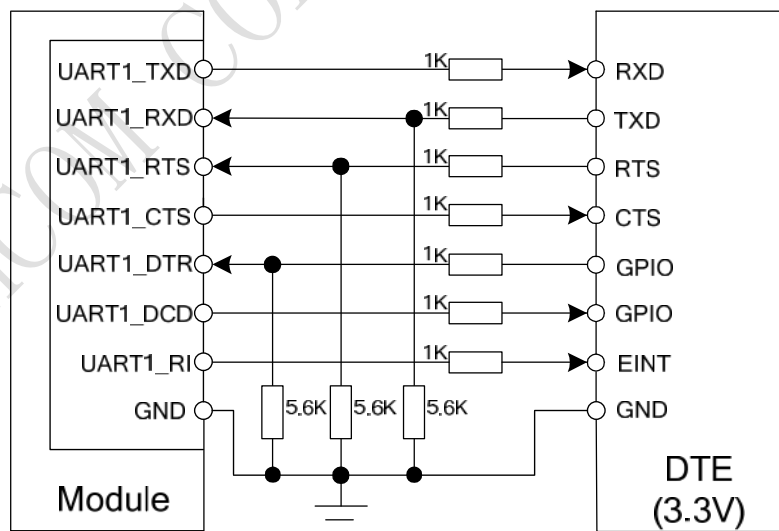 UART1_TXD 1K RXD
UART1_RXD 1K TXD
UART1_RTS 1K RTS
UART1_CTS 1K CTS
UART1_DTR 1K GPIO
UART1_DCD 1K GPIO
UART1_RI 1K EINT
GND 5.6K 5.6K 5.6K GND
Module
DTE
(3.3V)